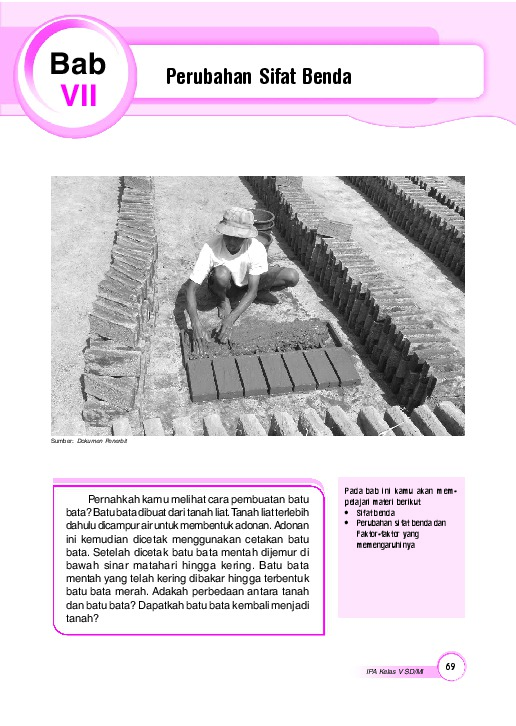 Bab
VII
Perubahan Sifat Benda
Sumber: Dokumen Penerbit
Pernahkah kamu melihat cara pembuatan batu
bata? Batu bata dibuat dari tanah liat. Tanah liat terlebih
dahulu dicampur air untuk membentuk adonan. Adonan
ini kemudian dicetak menggunakan cetakan batu
bata. Setelah dicetak batu bata mentah dijemur di
bawah sinar matahari hingga kering. Batu bata
mentah yang telah kering dibakar hingga terbentuk
batu bata merah. Adakah perbedaan antara tanah
dan batu bata? Dapatkah batu bata kembali menjadi
tanah?
Pada bab ini kamu akan mem-
pelajari materi berikut
• Sifat benda
• Perubahan sifat benda dan
Faktor-faktor yang
memengaruhinya
IPA Kelas V SD/MI
69